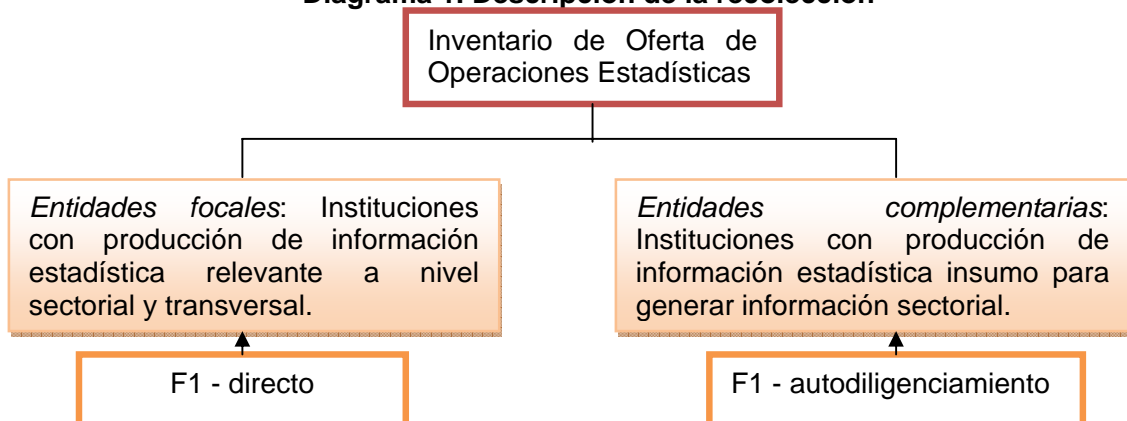 Diagrama 1. Descripción de la recolección
Inventario de Oferta de
Operaciones Estadísticas
Entidades focales: Instituciones
con producción de información
estadística relevante a nivel
sectorial y transversal.
Entidades complementarias:
Instituciones con producción de
información estadística insumo para
generar información sectorial.
F1 - directo
F1 - autodiligenciamiento